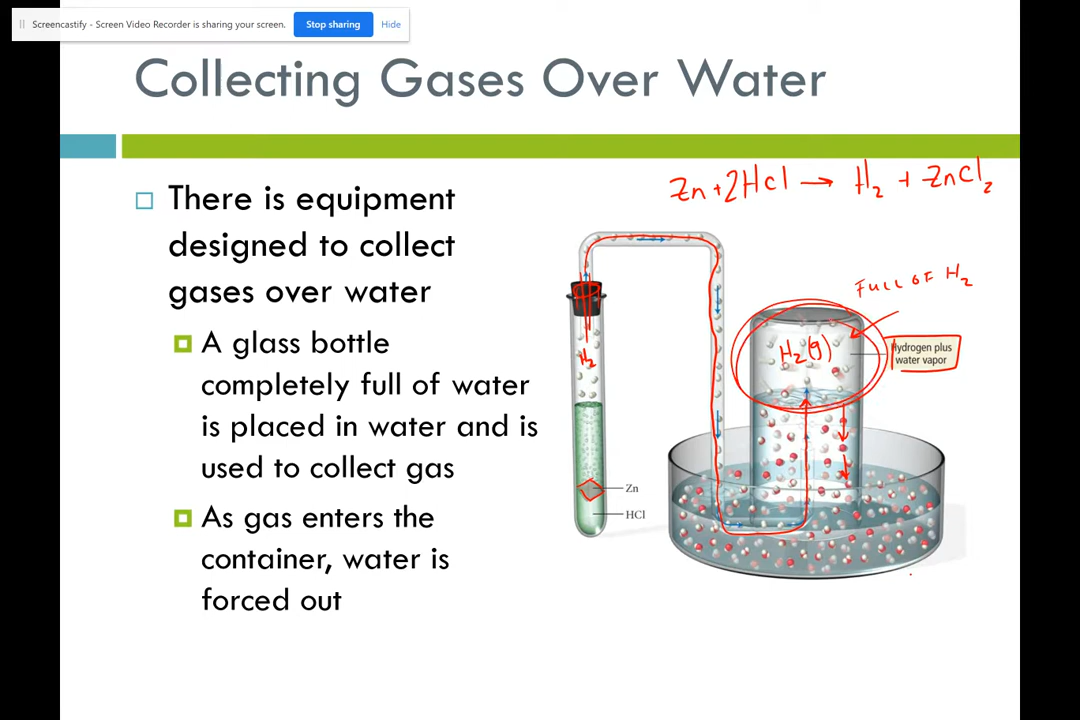 Screencastify - Screen Video Recorder is sharing your screen. Stop sharing Hide
Collecting Gases Over Water
Zn + 2HCl → H₂ + ZnCl₂
There is equipment
designed to collect
gases over water
A glass bottle
completely full of water
is placed in water and is
used to collect gas
As gas enters the
container, water is
forced out
FULL OF H₂
H₂(g)
Hydrogen plus
water vapor
H₂
Zn
HCl